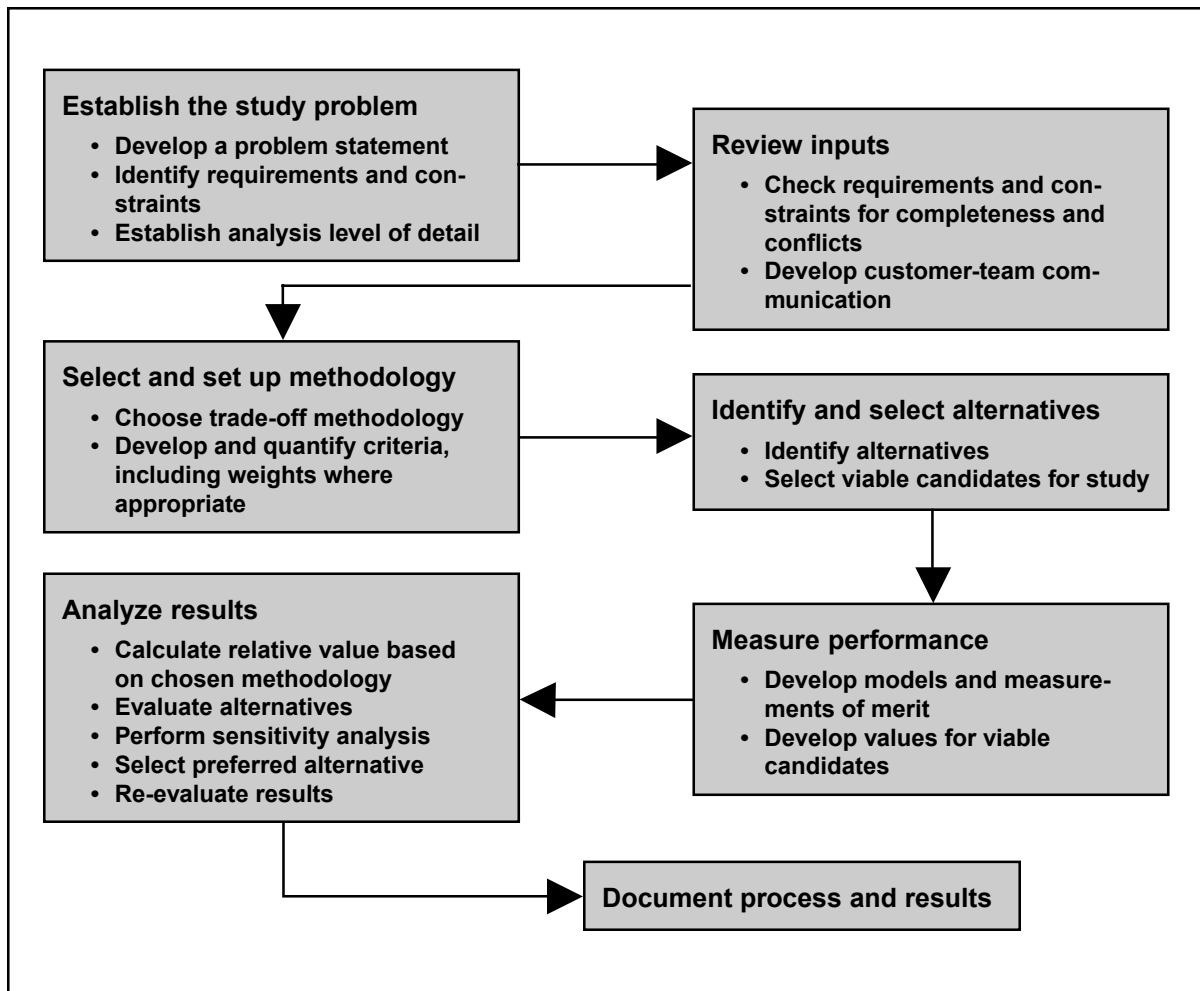 Establish the study problem
• Develop a problem statement
• Identify requirements and con-
straints
• Establish analysis level of detail
Review inputs
• Check requirements and con-
straints for completeness and
conflicts
• Develop customer-team com-
munication
Select and set up methodology
• Choose trade-off methodology
• Develop and quantify criteria,
including weights where
appropriate
Identify and select alternatives
• Identify alternatives
• Select viable candidates for study
Measure performance
• Develop models and measure-
ments of merit
• Develop values for viable
candidates
Analyze results
• Calculate relative value based
on chosen methodology
• Evaluate alternatives
• Perform sensitivity analysis
• Select preferred alternative
• Re-evaluate results
Document process and results